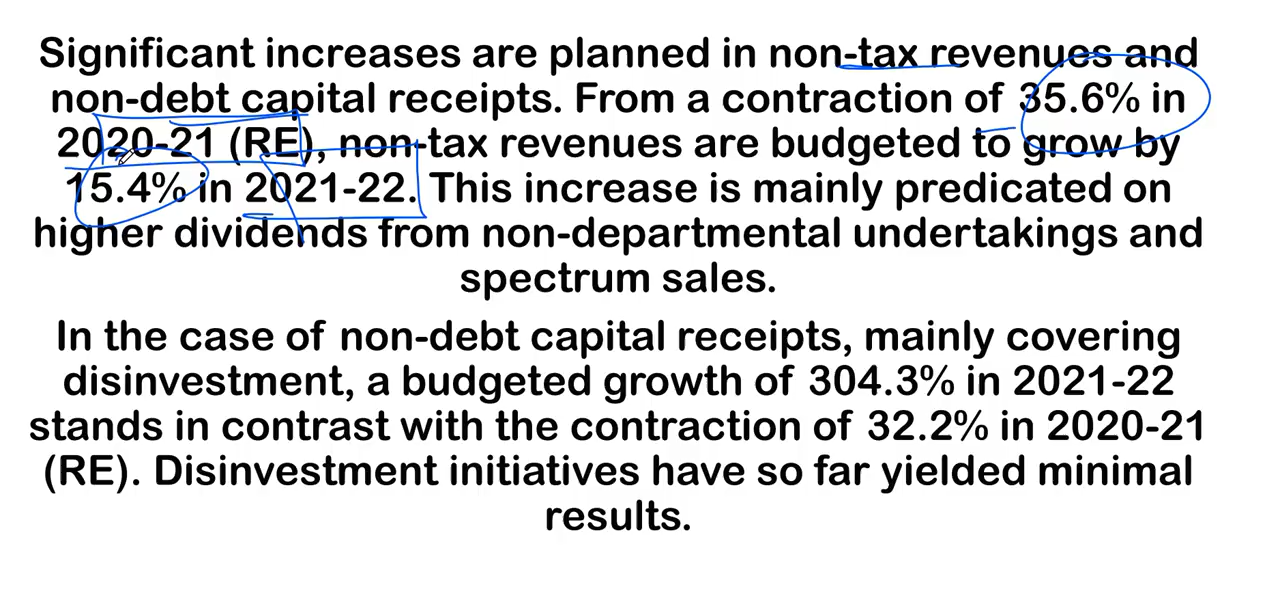 Significant increases are planned in non-tax revenues and
non-debt capital receipts. From a contraction of 35.6% in
2020-21 (RE), non-tax revenues are budgeted to grow by
15.4% in 2021-22. This increase is mainly predicated on
higher dividends from non-departmental undertakings and
spectrum sales.
In the case of non-debt capital receipts, mainly covering
disinvestment, a budgeted growth of 304.3% in 2021-22
stands in contrast with the contraction of 32.2% in 2020-21
(RE). Disinvestment initiatives have so far yielded minimal
results.